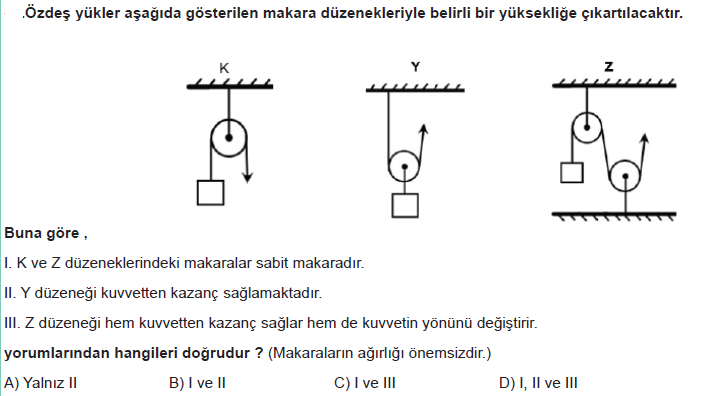 .Özdeş yükler aşağıda gösterilen makara düzenekleriyle belirli bir yüksekliğe çıkartılacaktır.
K Y Z
Buna göre ,
I. K ve Z düzeneklerindeki makaralar sabit makaradır.
II. Y düzeneği kuvvetten kazanç sağlamaktadır.
III. Z düzeneği hem kuvvetten kazanç sağlar hem de kuvvetin yönünü değiştirir.
yorumlarından hangileri doğrudur ? (Makaraların ağırlığı önemsizdir.)
A) Yalnız II B) I ve II C) I ve III D) I, II ve III